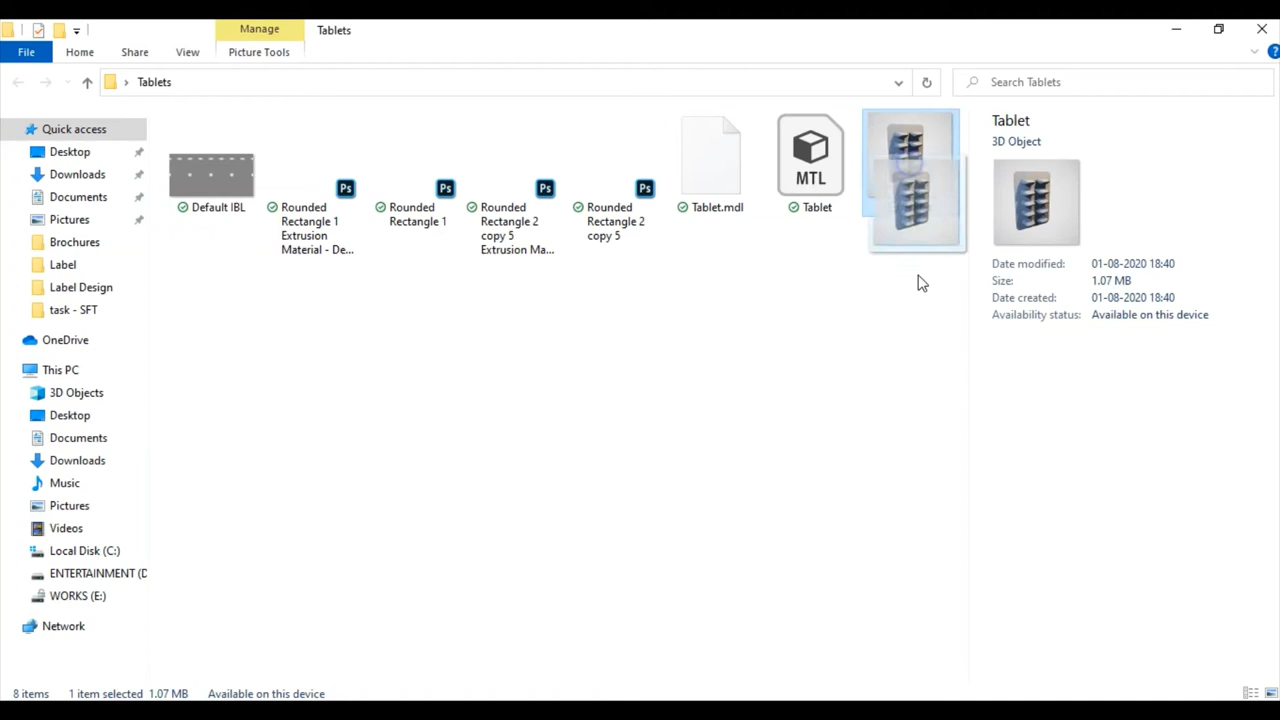 Manage
Tablets
File
Home
Share
View
Picture Tools
Tablets
Search Tablets
Quick access
Desktop
Downloads
Documents
Pictures
Brochures
Label
Label Design
task - SFT
OneDrive
This PC
3D Objects
Desktop
Documents
Downloads
Music
Pictures
Videos
Local Disk (C:)
ENTERTAINMENT (D
WORKS (E:)
Network
Default IBL
Ps
Rounded
Rectangle 1
Extrusion
Material - De...
Ps
Rounded
Rectangle 1
Ps
Rounded
Rectangle 2
copy 5
Extrusion Ma...
Ps
Rounded
Rectangle 2
copy 5
Tablet.mdl
MTL
Tablet
Tablet
3D Object
Date modified: 01-08-2020 18:40
Size: 1.07 MB
Date created: 01-08-2020 18:40
Availability status: Available on this device
8 items 1 item selected 1.07 MB Available on this device